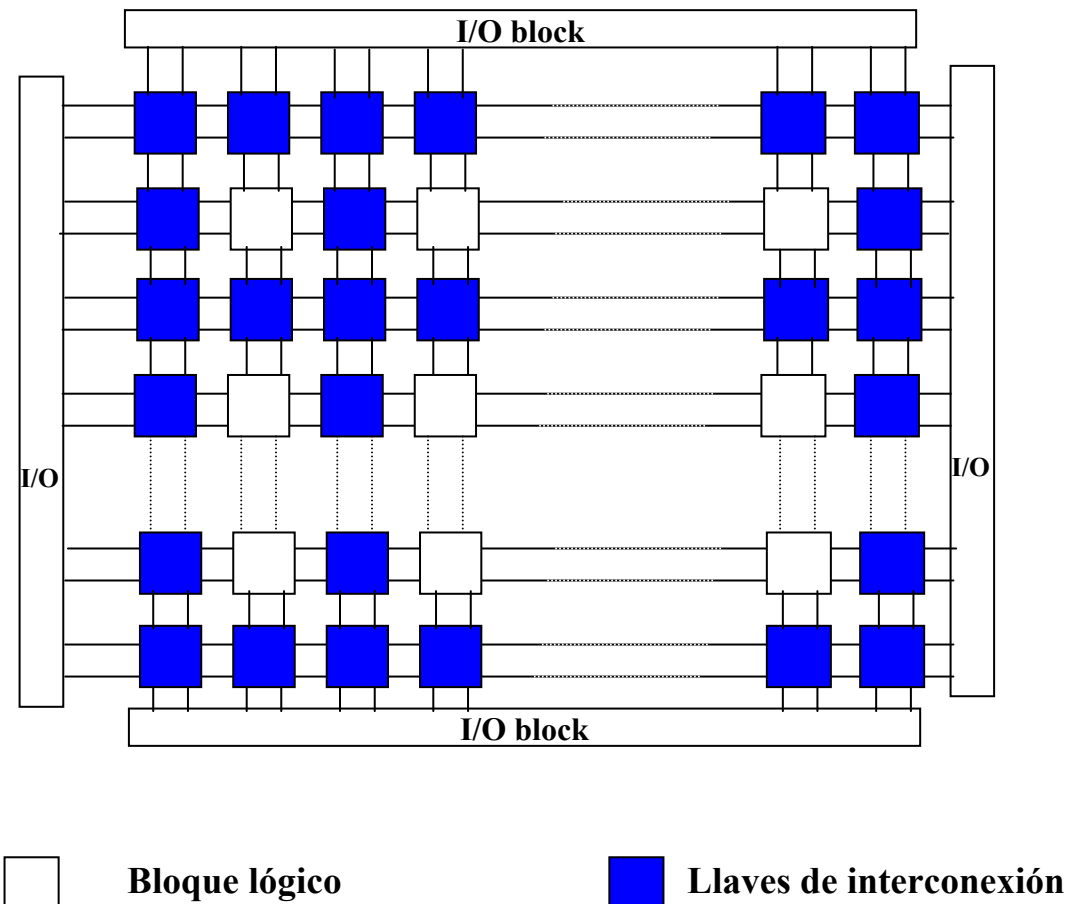 I/O block
I/O
I/O
I/O block
Bloque lógico
Llaves de interconexión